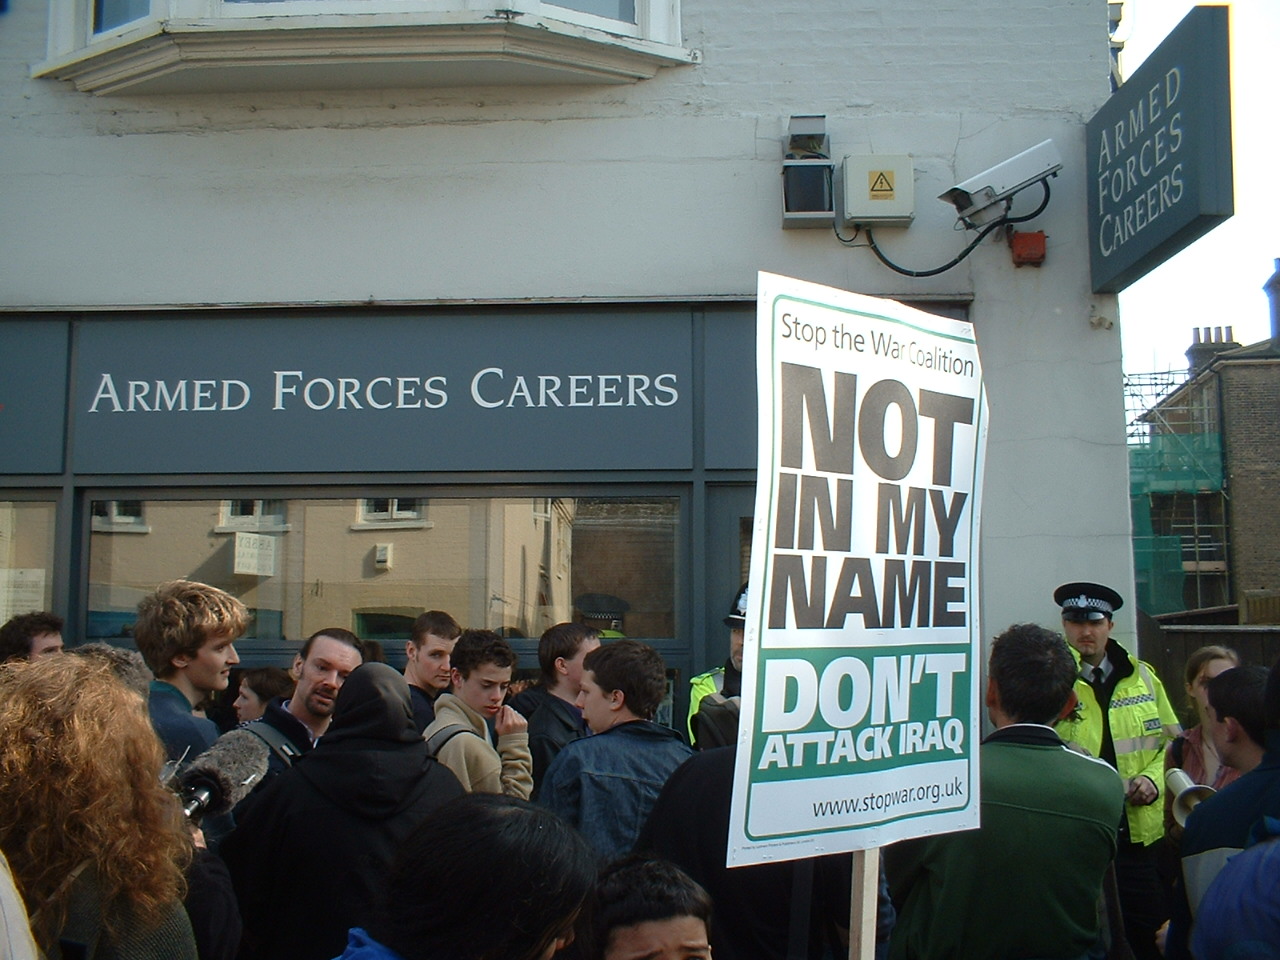 ARMED
FORCES
CAREERS
ARMED FORCES CAREERS
Stop the War Coalition
NOT
IN MY
NAME
DON'T
ATTACK IRAQ
www.stopwar.org.uk